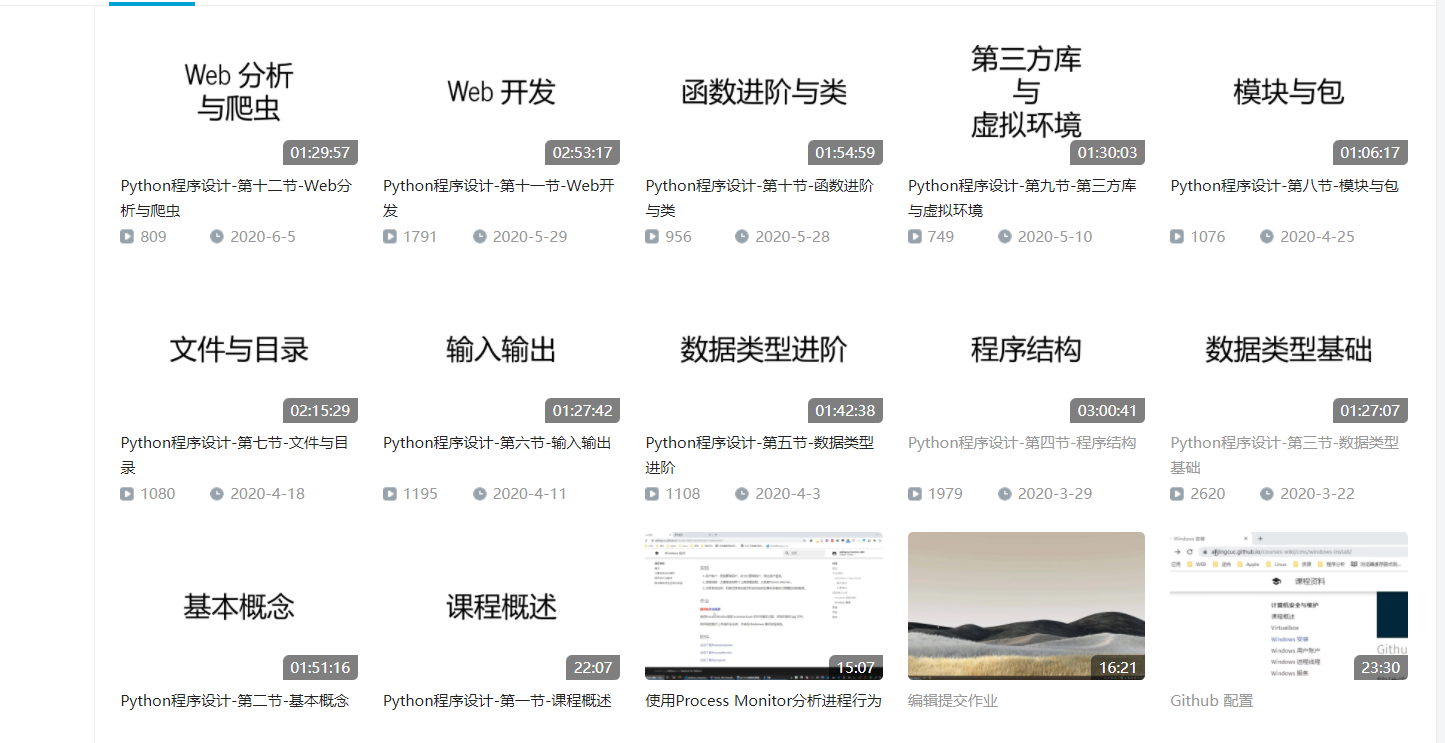 Web 分析
与爬虫
01:29:57
Python程序设计-第十二节-Web分
析与爬虫
809 2020-6-5
Web 开发
02:53:17
Python程序设计-第十一节-Web开
发
1791 2020-5-29
函数进阶与类
01:54:59
Python程序设计-第十节-函数进阶
与类
956 2020-5-28
第三方库
与
虚拟环境
01:30:03
Python程序设计-第九节-第三方库
与虚拟环境
749 2020-5-10
模块与包
01:06:17
Python程序设计-第八节-模块与包
1076 2020-4-25
文件与目录
02:15:29
Python程序设计-第七节-文件与目
录
1080 2020-4-18
输入输出
01:27:42
Python程序设计-第六节-输入输出
1195 2020-4-11
数据类型进阶
01:42:38
Python程序设计-第五节-数据类型
进阶
1108 2020-4-3
程序结构
03:00:41
Python程序设计-第四节-程序结构
1979 2020-3-29
数据类型基础
01:27:07
Python程序设计-第三节-数据类型
基础
2620 2020-3-22
基本概念
01:51:16
Python程序设计-第二节-基本概念
课程概述
22:07
Python程序设计-第一节-课程概述
15:07
使用Process Monitor分析进程行为
16:21
编辑提交作业
课程资料
计算机安全与维护
课程概述
Virtualbox
Windows 安装
Windows 用户账户
Windows 进程线程
Windows 服务
Githu
23:30
Github 配置